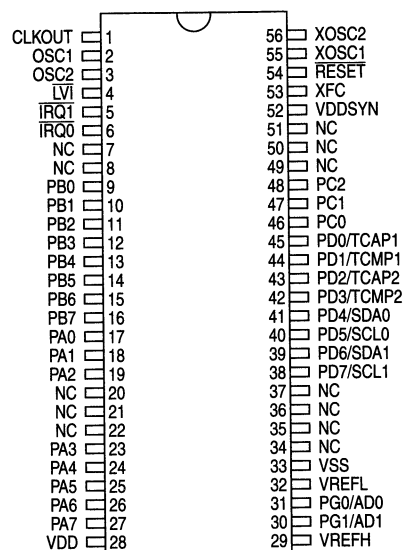 CLKOUT 1 56 XOSC2
OSC1 2 55 XOSC1
OSC2 3 54 RESET
LVI 4 53 XFC
IRQ1 5 52 VDDSYN
IRQ0 6 51 NC
NC 7 50 NC
NC 8 49 NC
PB0 9 48 PC2
PB1 10 47 PC1
PB2 11 46 PC0
PB3 12 45 PD0/TCAP1
PB4 13 44 PD1/TCMP1
PB5 14 43 PD2/TCAP2
PB6 15 42 PD3/TCMP2
PB7 16 41 PD4/SDA0
PA0 17 40 PD5/SCL0
PA1 18 39 PD6/SDA1
PA2 19 38 PD7/SCL1
NC 20 37 NC
NC 21 36 NC
NC 22 35 NC
PA3 23 34 NC
PA4 24 33 VSS
PA5 25 32 VREFL
PA6 26 31 PG0/AD0
PA7 27 30 PG1/AD1
VDD 28 29 VREFH